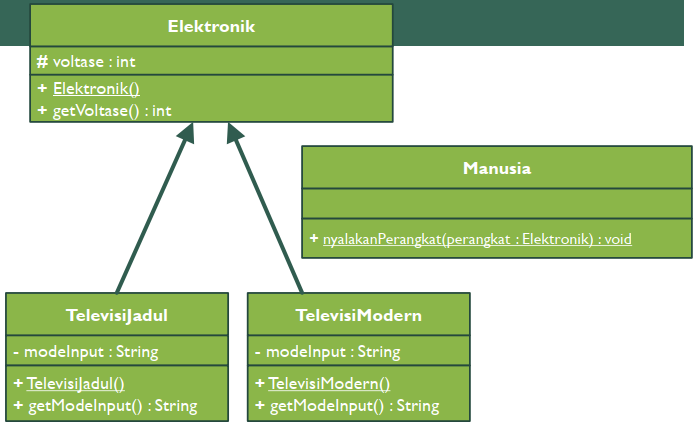 Elektronik
# voltase : int
+ Elektronik()
+ getVoltase() : int
Manusia
+ nyalakanPerangkat(perangkat : Elektronik) : void
TelevisiJadul
- modeInput : String
+ TelevisiJadul()
+ getModeInput() : String
TelevisiModern
- modeInput : String
+ TelevisiModern()
+ getModeInput() : String